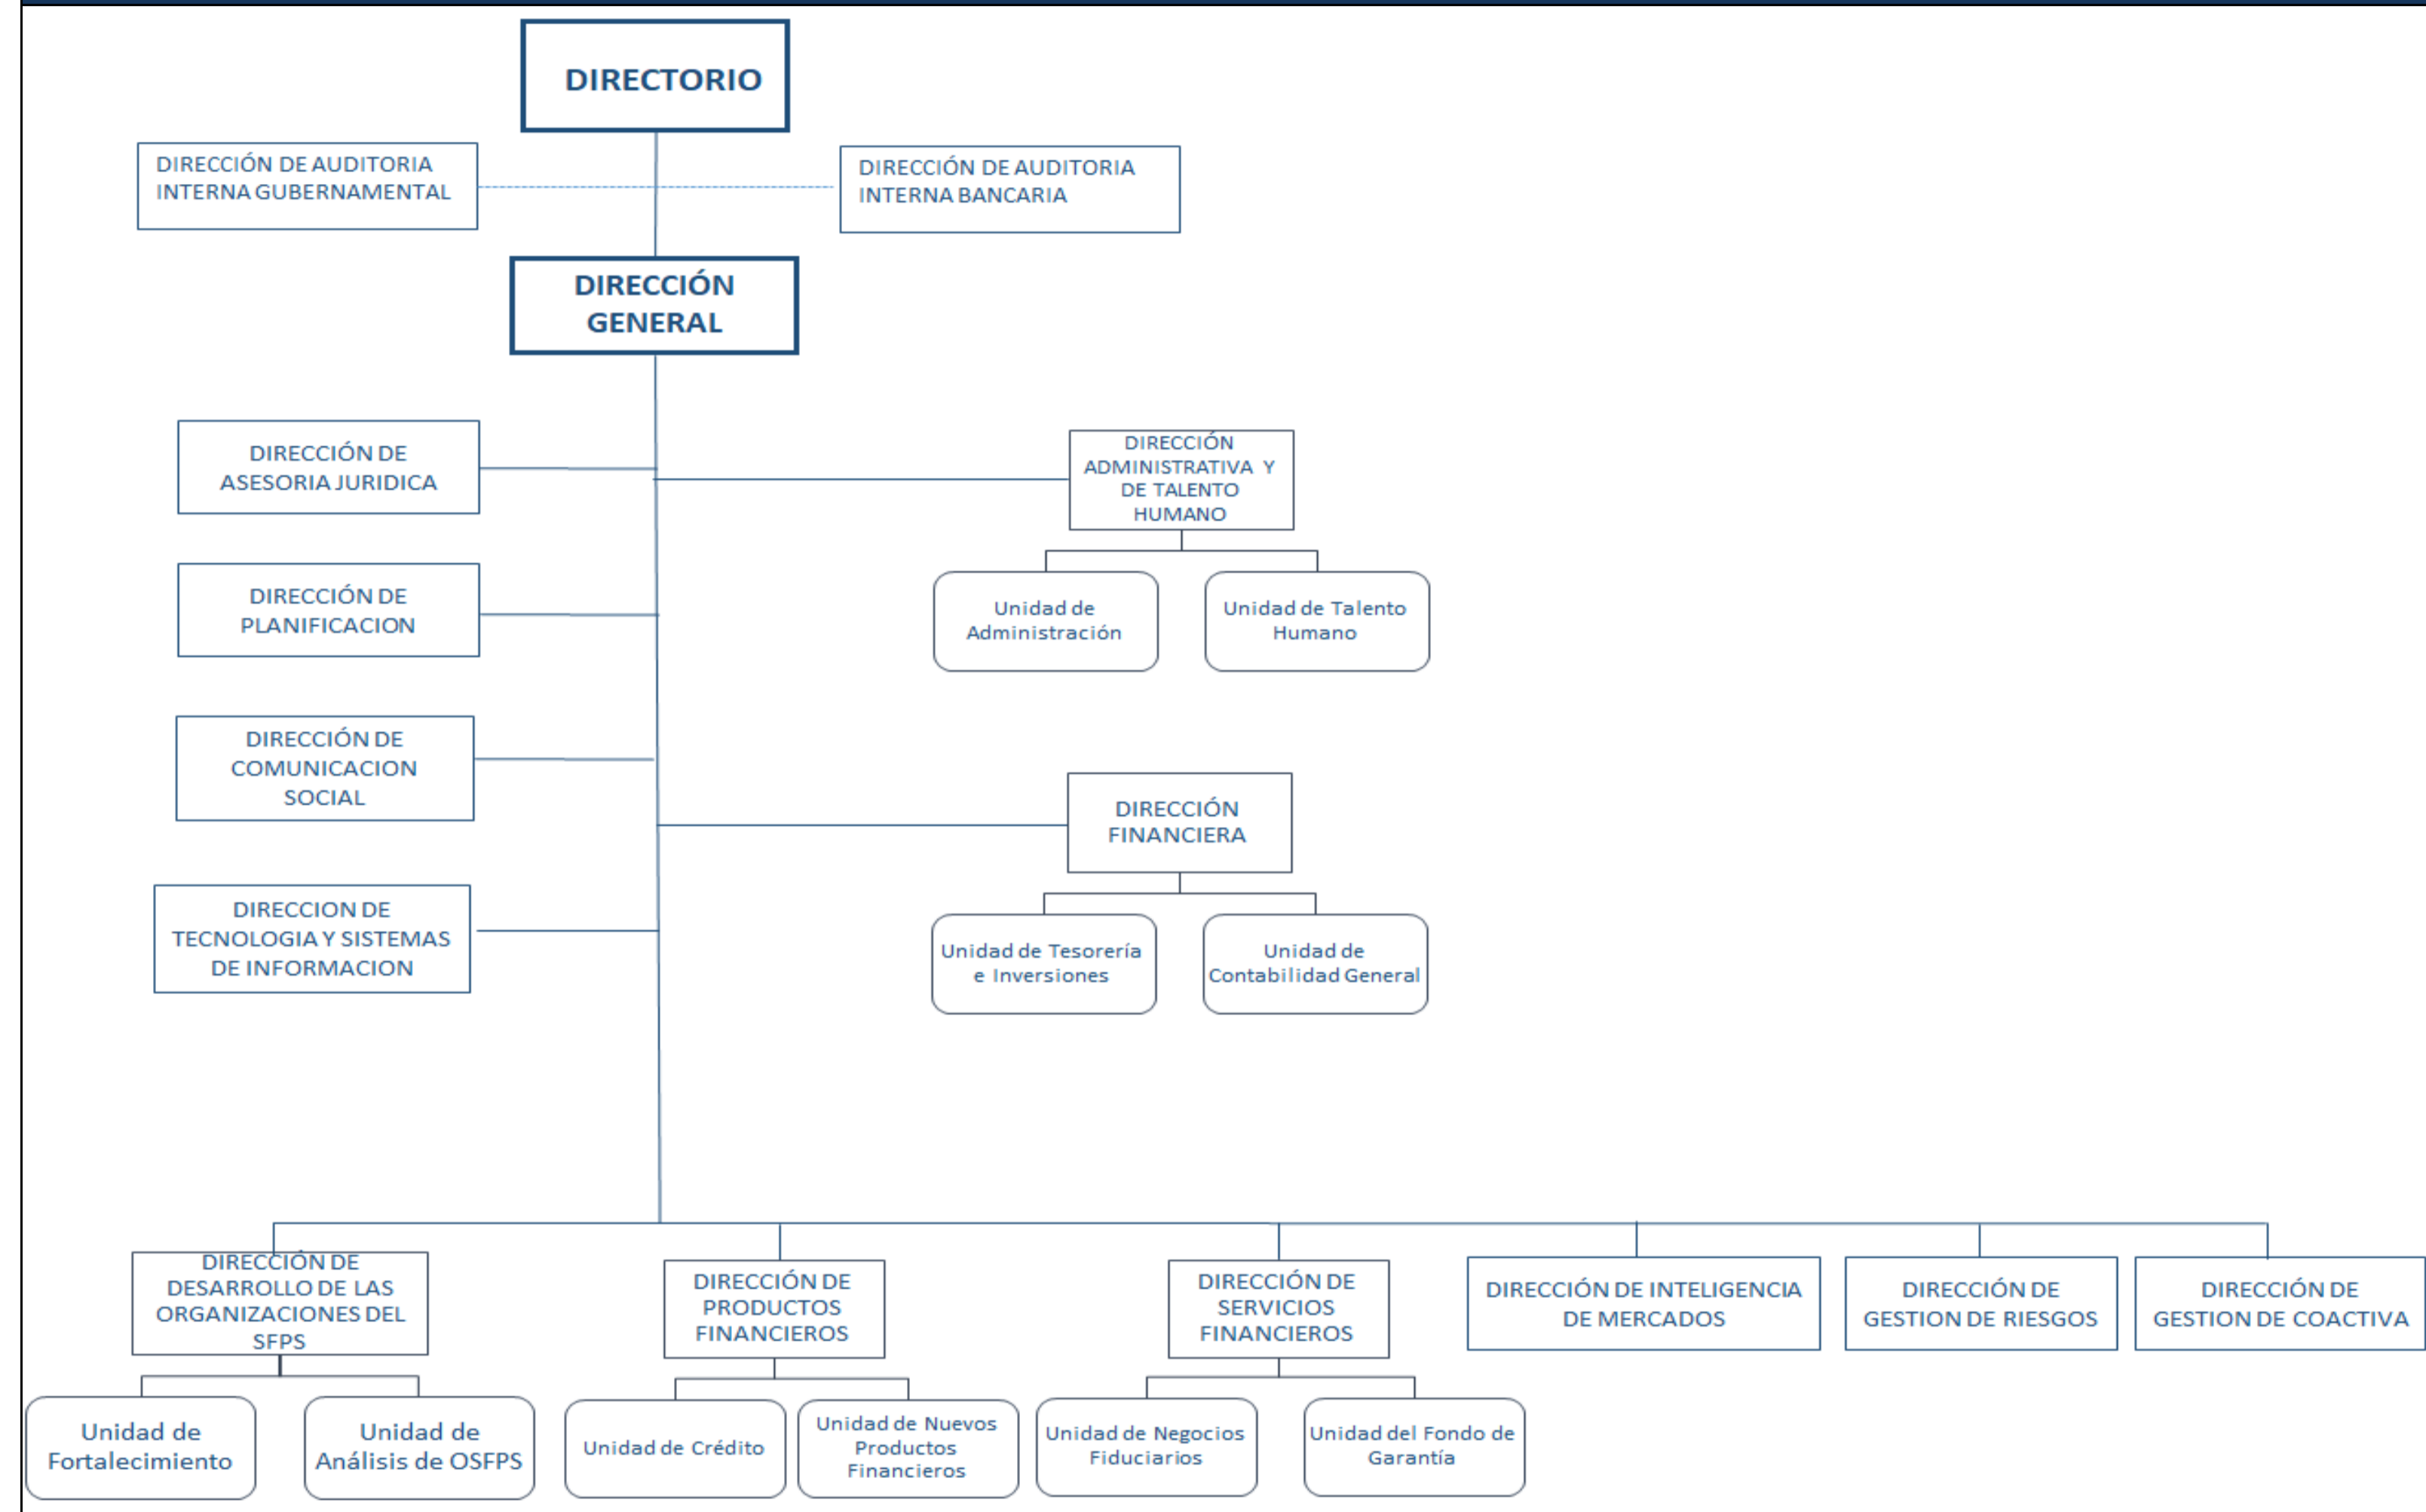 DIRECTORIO
DIRECCIÓN DE AUDITORIA
INTERNA GUBERNAMENTAL
DIRECCIÓN DE AUDITORIA
INTERNA BANCARIA
DIRECCIÓN
GENERAL
DIRECCIÓN DE
ASESORIA JURIDICA
DIRECCIÓN
ADMINISTRATIVA Y
DE TALENTO
HUMANO
DIRECCIÓN DE
PLANIFICACION
Unidad de
Administración
Unidad de Talento
Humano
DIRECCIÓN DE
COMUNICACION
SOCIAL
DIRECCIÓN
FINANCIERA
DIRECCION DE
TECNOLOGIA Y SISTEMAS
DE INFORMACION
Unidad de Tesorería
e Inversiones
Unidad de
Contabilidad General
DIRECCIÓN DE
DESARROLLO DE LAS
ORGANIZACIONES DEL
SFPS
DIRECCIÓN DE
PRODUCTOS
FINANCIEROS
DIRECCIÓN DE
SERVICIOS
FINANCIEROS
DIRECCIÓN DE INTELIGENCIA
DE MERCADOS
DIRECCIÓN DE
GESTION DE RIESGOS
DIRECCIÓN DE
GESTION DE COACTIVA
Unidad de
Fortalecimiento
Unidad de
Análisis de OSFPS
Unidad de Crédito
Unidad de Nuevos
Productos
Financieros
Unidad de Negocios
Fiduciarios
Unidad del Fondo de
Garantía